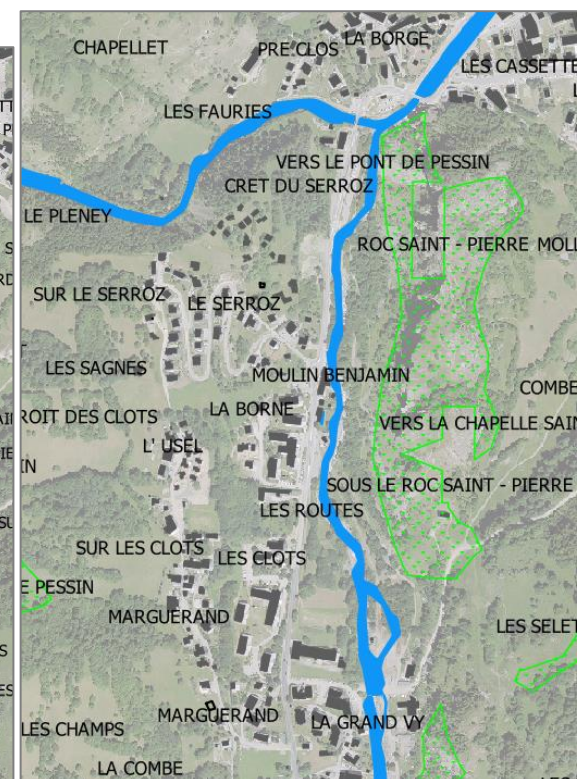 CHAPELLET
PRE CLOS
LA BORGE
LES CASSETTE
LES FAURIES
VERS LE PONT DE PESSIN
CRET DU SERROZ
LE PLENEY
ROC SAINT - PIERRE
MOLL
SUR LE SERROZ
LE SERROZ
LES SAGNES
MOULIN BENJAMIN
COMBE
LA BORNE
ROIT DES CLOTS
VERS LA CHAPELLE SAIN
L' USEL
SOUS LE ROC SAINT - PIERRE
LES ROUTES
SUR LES CLOTS
LES CLOTS
E PESSIN
MARGUERAND
LES SELET
MARGUERAND
LA GRAND VY
LES CHAMPS
LA COMBE